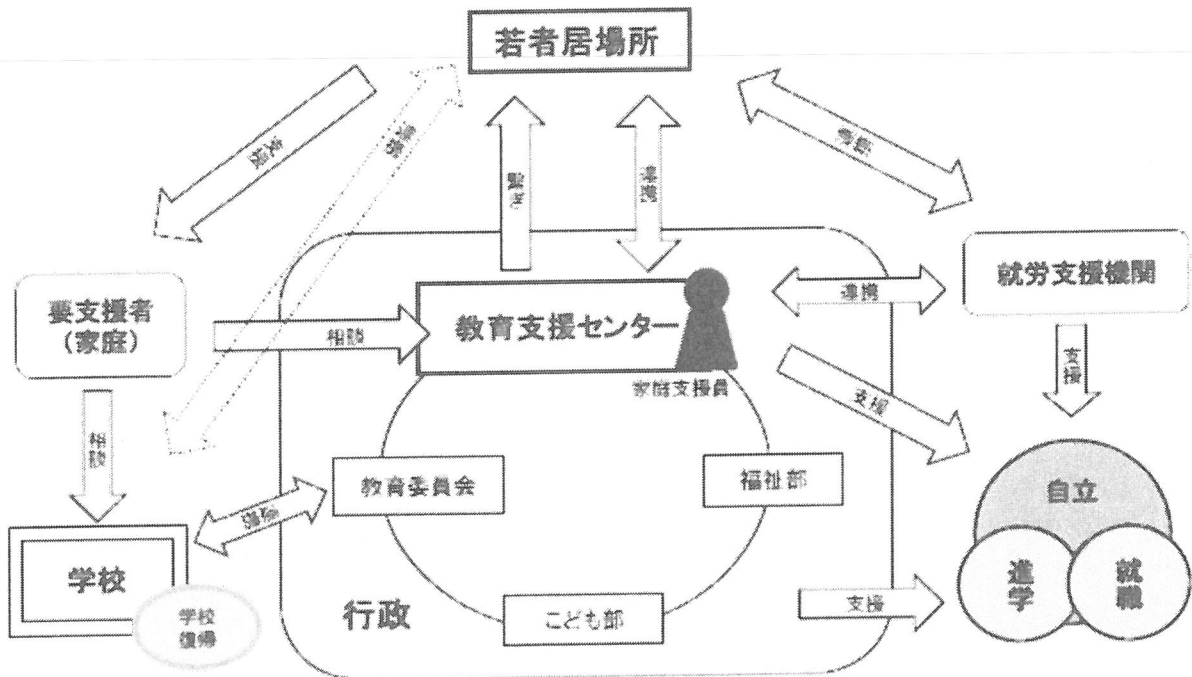 若者居場所
支援
連携
連携
連携
要支援者
(家庭)
相談
教育支援センター
家庭支援員
連携
就労支援機関
支援
支援
相談
教育委員会
福祉部
自立
進学
就職
連携
学校
学校
復帰
行政
こども部
支援